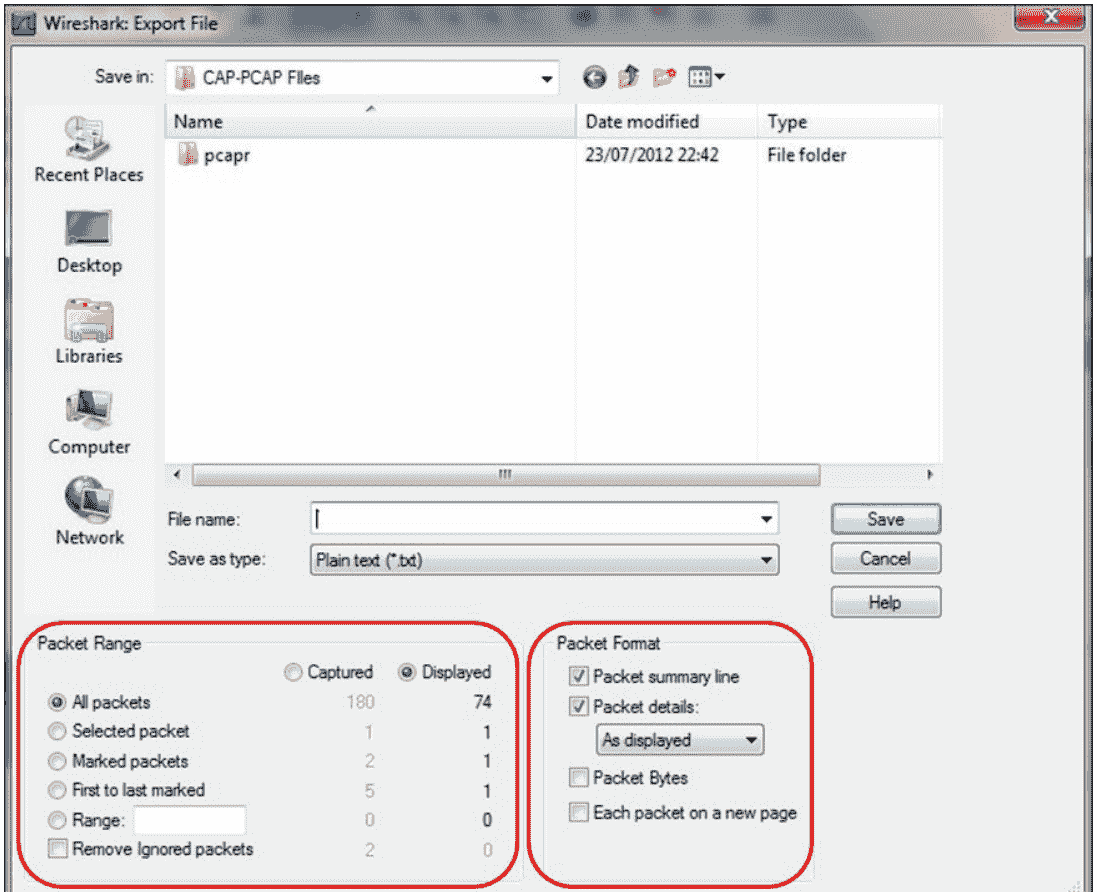 Wireshark: Export File
Save in: CAP-PCAP FIles
Name Date modified Type
pcapr 23/07/2012 22:42 File folder
Recent Places
Desktop
Libraries
Computer
Network
File name: Save
Save as type: Plain text (*.txt) Cancel
Help
Packet Range
Captured Displayed
All packets 180 74
Selected packet 1 1
Marked packets 2 1
First to last marked 5 1
Range: 0 0
Remove Ignored packets 2 0
Packet Format
Packet summary line
Packet details:
As displayed
Packet Bytes
Each packet on a new page